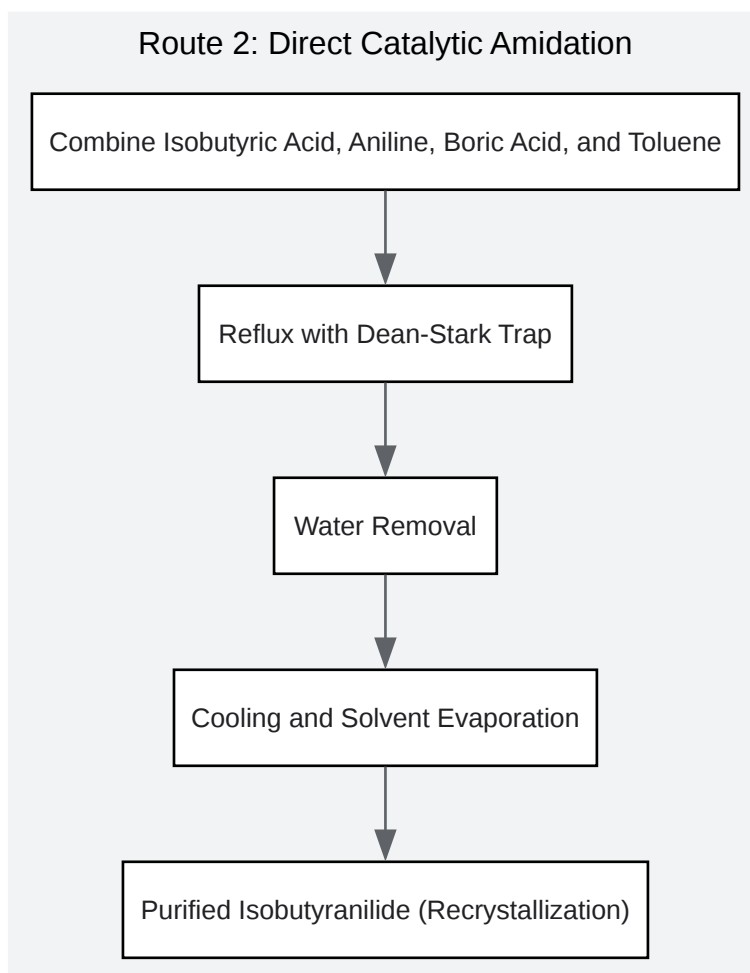 Route 2: Direct Catalytic Amidation
Combine Isobutyric Acid, Aniline, Boric Acid, and Toluene
Reflux with Dean-Stark Trap
Water Removal
Cooling and Solvent Evaporation
Purified Isobutyranilide (Recrystallization)